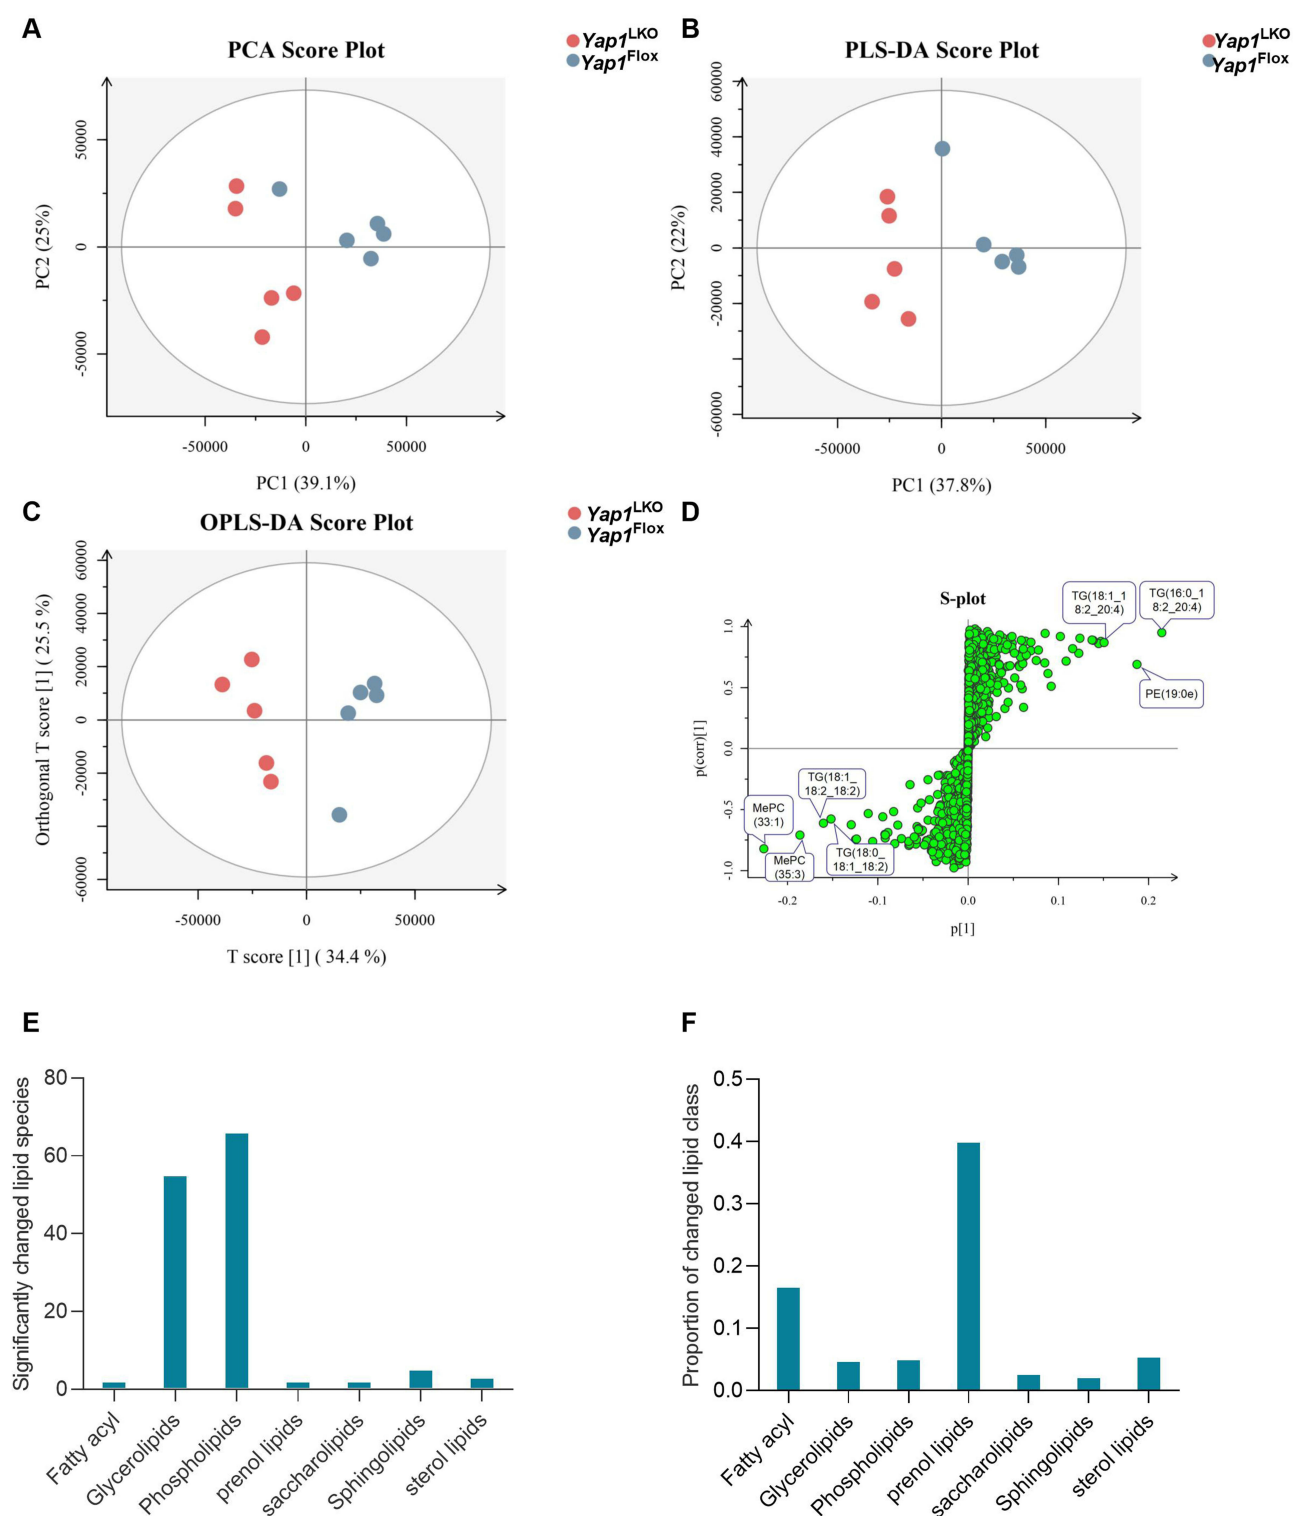 A
PCA Score Plot
Yap1LKO
Yap1Flox
50000
0
-50000
PC2 (25%)
-50000
0
50000
PC1 (39.1%)
B
PLS-DA Score Plot
Yap1LKO
Yap1Flox
60000
40000
20000
0
-20000
-60000
PC2 (22%)
-50000
0
50000
PC1 (37.8%)
C
OPLS-DA Score Plot
Yap1LKO
Yap1Flox
60000
40000
20000
0
-20000
-60000
Orthogonal T score [1] ( 25.5 %)
-50000
0
50000
T score [1] ( 34.4 %)
D
S-plot
TG(18:1_1
8:2_20:4)
TG(16:0_1
8:2_20:4)
PE(19:0e)
TG(18:1_
18:2_18:2)
MePC
(33:1)
MePC
(35:3)
TG(18:0_
18:1_18:2)
1.0
0.5
0.0
-0.5
-1.0
p(corr)[1]
-0.2
-0.1
0.0
0.1
0.2
p[1]
E
Significantly changed lipid species
80
60
40
20
0
Fatty acyl
Glycerolipids
Phospholipids
prenol lipids
saccharolipids
Sphingolipids
sterol lipids
F
Proportion of changed lipid class
0.5
0.4
0.3
0.2
0.1
0.0
Fatty acyl
Glycerolipids
Phospholipids
prenol lipids
saccharolipids
Sphingolipids
sterol lipids